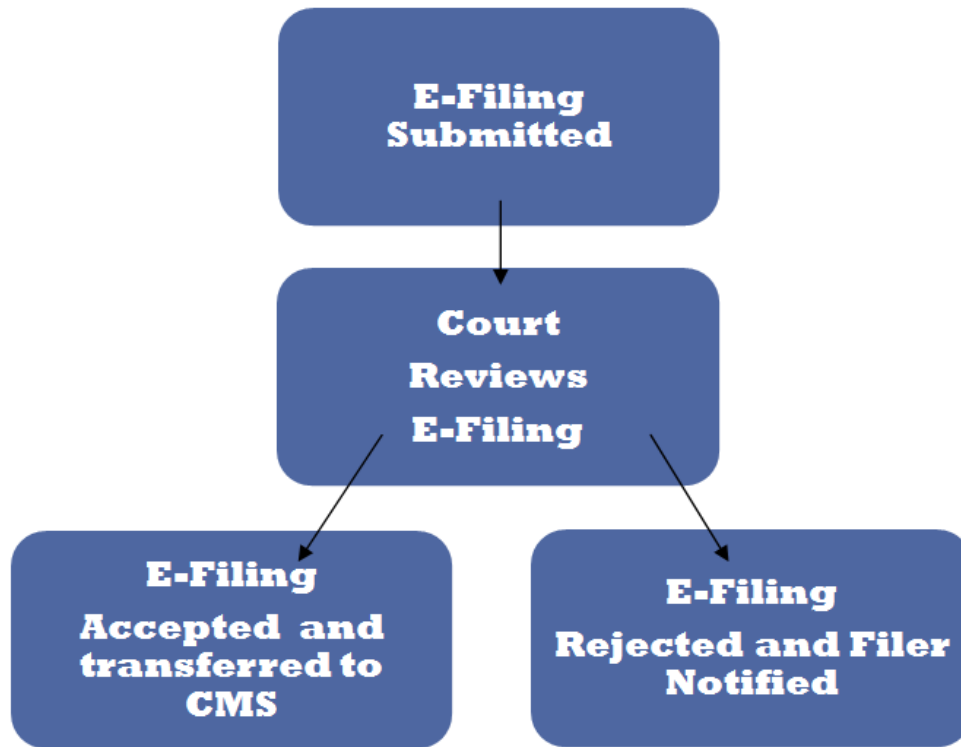 E-Filing
Submitted
Court
Reviews
E-Filing
E-Filing
Accepted and
transferred to
CMS
E-Filing
Rejected and Filer
Notified